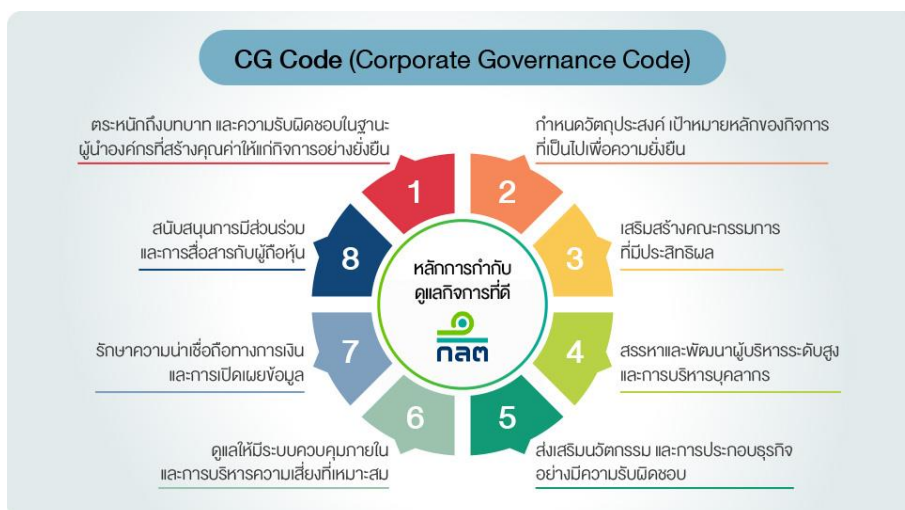 CG Code (Corporate Governance Code)
ตระหนักถึงบทบาท และความรับผิดชอบในฐานะ
ผู้นำองค์กรที่สร้างคุณค่าให้แก่กิจการอย่างยั่งยืน
1
กำหนดวัตถุประสงค์ เป้าหมายหลักของกิจการ
ที่เป็นไปเพื่อความยั่งยืน
2
เสริมสร้างคณะกรรมการ
ที่มีประสิทธิผล
3
สรรหาและพัฒนาผู้บริหารระดับสูง
และการบริหารบุคลากร
4
ส่งเสริมนวัตกรรม และการประกอบธุรกิจ
อย่างมีความรับผิดชอบ
5
ดูแลให้มีระบบควบคุมภายใน
และการบริหารความเสี่ยงที่เหมาะสม
6
รักษาความน่าเชื่อถือทางการเงิน
และการเปิดเผยข้อมูล
7
สนับสนุนการมีส่วนร่วม
และการสื่อสารกับผู้ถือหุ้น
8
หลักการกำกับ
ดูแลกิจการที่ดี
กลต